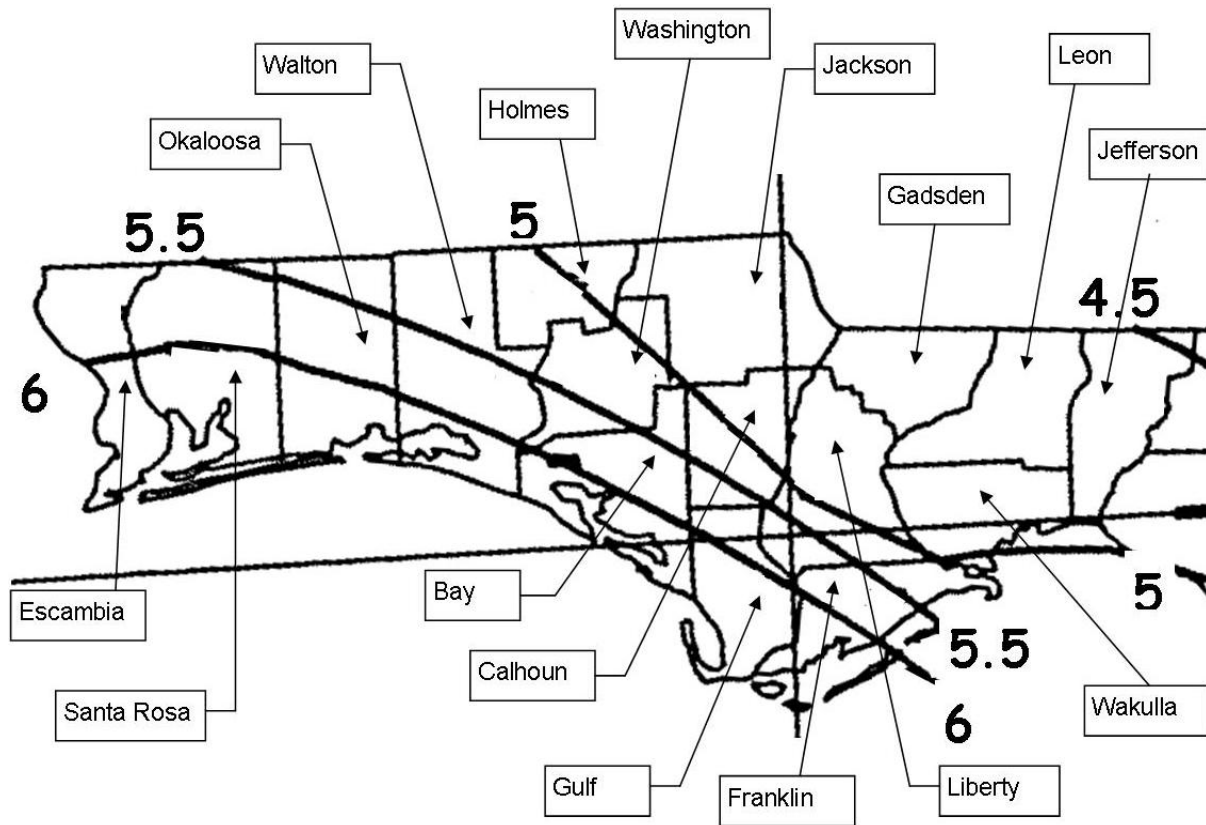 Washington
Walton
Jackson
Leon
Holmes
Okaloosa
Jefferson
Gadsden
5.5
5
4.5
6
Escambia
Bay
5
Calhoun
5.5
Santa Rosa
Wakulla
6
Gulf
Franklin
Liberty